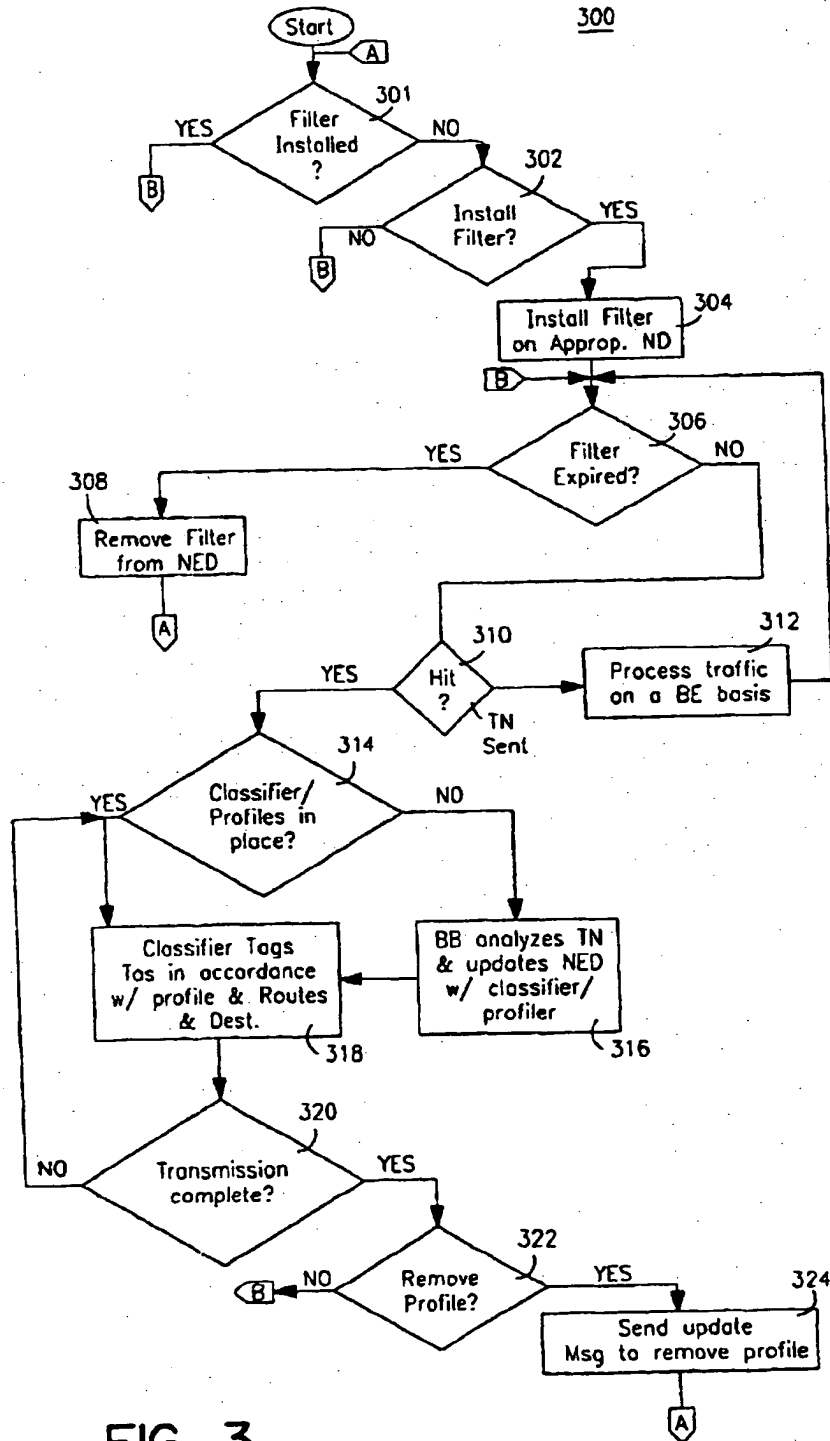 Start
300
A
301
Filter
Installed
?
YES
NO
B
302
Install
Filter?
NO
YES
B
304
Install Filter
on Approp. ND
B
306
Filter
Expired?
YES
NO
308
Remove Filter
from NED
A
310
Hit
?
YES
TN
Sent
312
Process traffic
on a BE basis
314
Classifier/
Profiles in
place?
YES
NO
Classifier Tags
Tos in accordance
w/ profile & Routes
& Dest.
318
BB analyzes TN
& updates NED
w/ classifier/
profiler
316
320
Transmission
complete?
NO
YES
322
Remove
Profile?
NO
B
YES
324
Send update
Msg to remove profile
A
FIG. 3